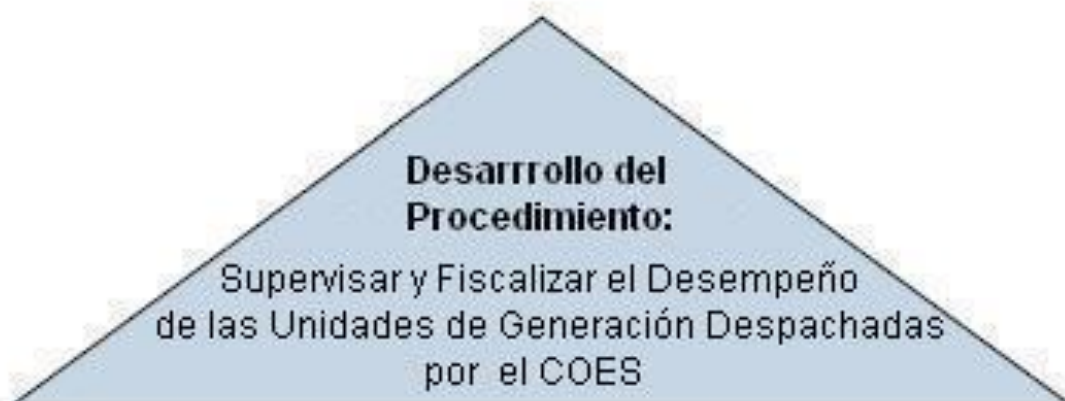 Desarrrollo del
Procedimiento:
Supervisar y Fiscalizar el Desempeño
de las Unidades de Generación Despachadas
por el COES